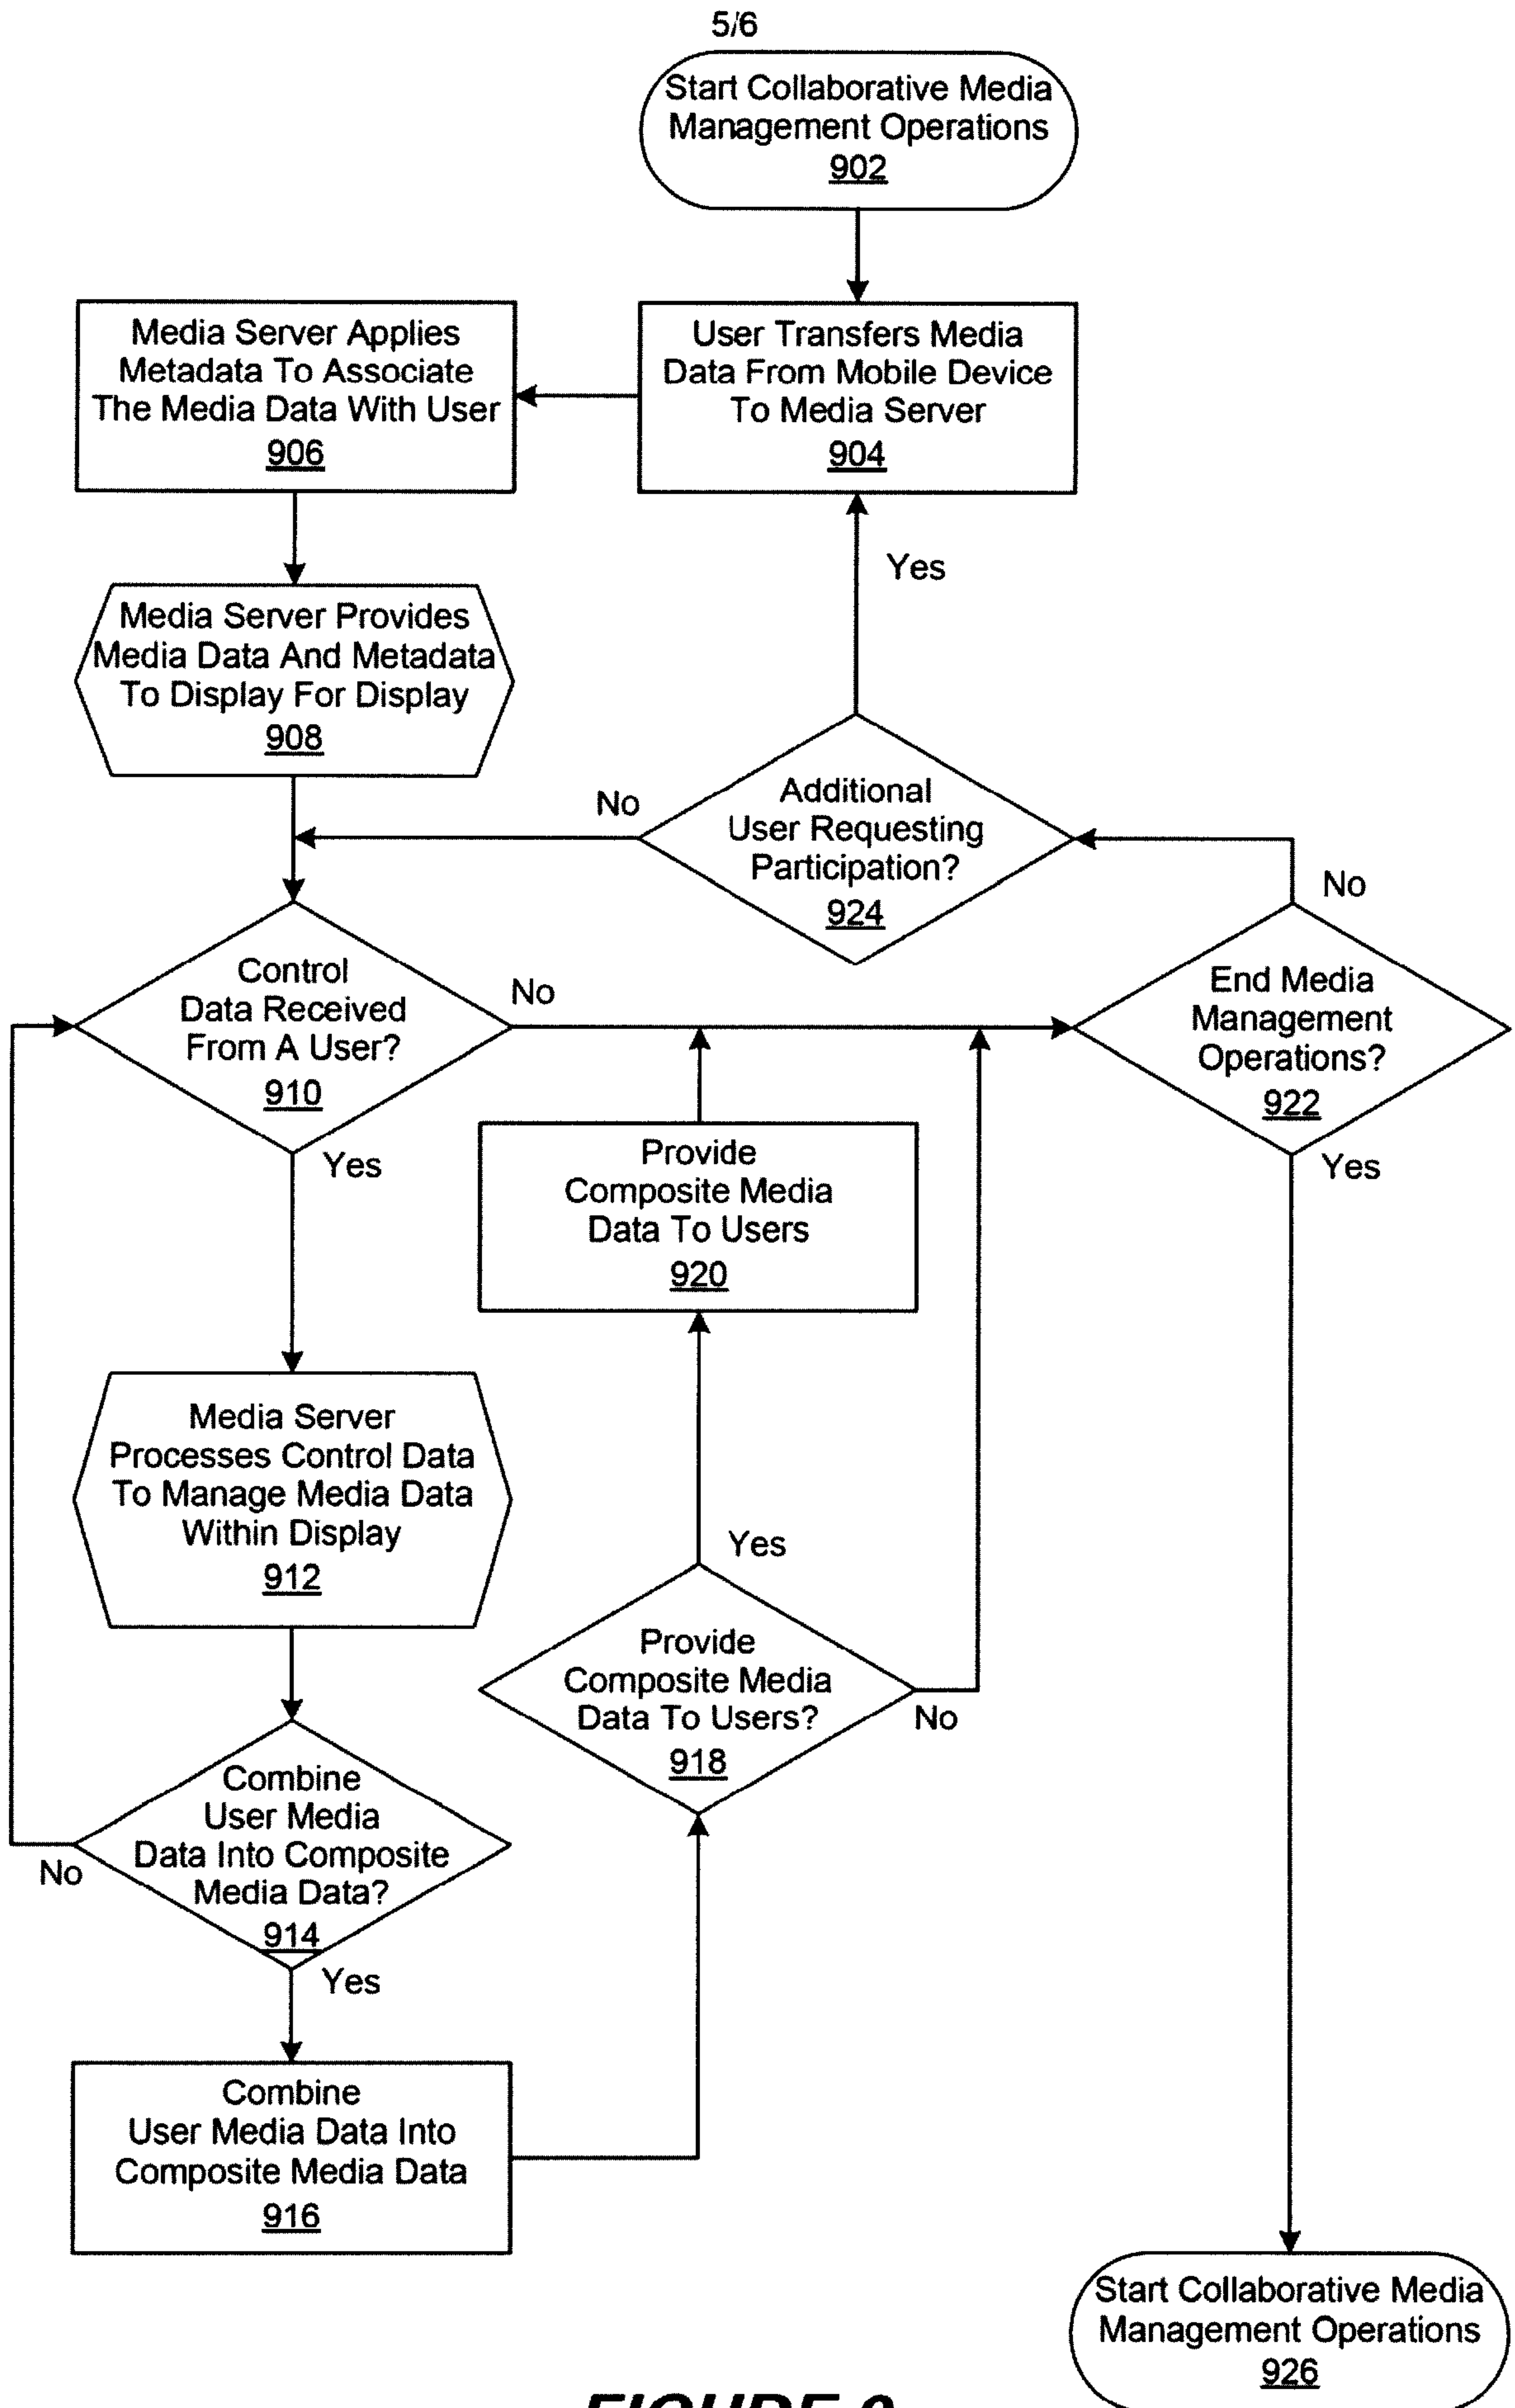 5/6
Start Collaborative Media
Management Operations
902
Media Server Applies
Metadata To Associate
The Media Data With User
906
User Transfers Media
Data From Mobile Device
To Media Server
904
Yes
Media Server Provides
Media Data And Metadata
To Display For Display
908
No
Additional
User Requesting
Participation?
924
No
Control
Data Received
From A User?
910
No
End Media
Management
Operations?
922
Yes
Yes
Provide
Composite Media
Data To Users
920
Media Server
Processes Control Data
To Manage Media Data
Within Display
912
Yes
Provide
Composite Media
Data To Users?
918
No
Combine
User Media
Data Into Composite
Media Data?
914
No
Yes
Combine
User Media Data Into
Composite Media Data
916
Start Collaborative Media
Management Operations
926
FIGURE 9